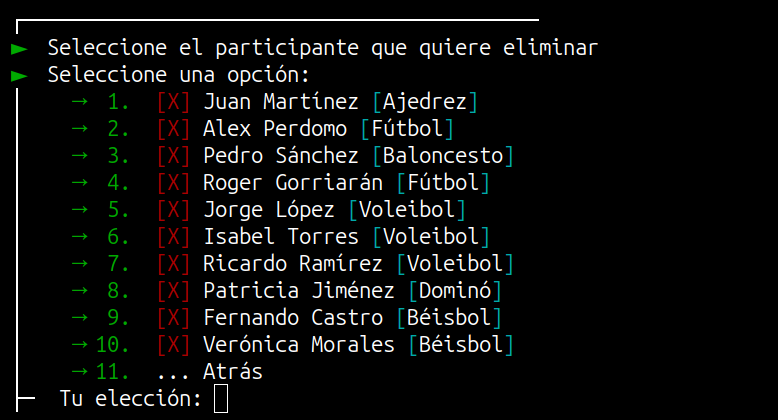 ► Seleccione el participante que quiere eliminar
► Seleccione una opción:
→ 1. [X] Juan Martínez [Ajedrez]
→ 2. [X] Alex Perdomo [Fútbol]
→ 3. [X] Pedro Sánchez [Baloncesto]
→ 4. [X] Roger Gorriarán [Fútbol]
→ 5. [X] Jorge López [Voleibol]
→ 6. [X] Isabel Torres [Voleibol]
→ 7. [X] Ricardo Ramírez [Voleibol]
→ 8. [X] Patricia Jiménez [Dominó]
→ 9. [X] Fernando Castro [Béisbol]
→ 10. [X] Verónica Morales [Béisbol]
→ 11. ... Atrás
Tu elección: